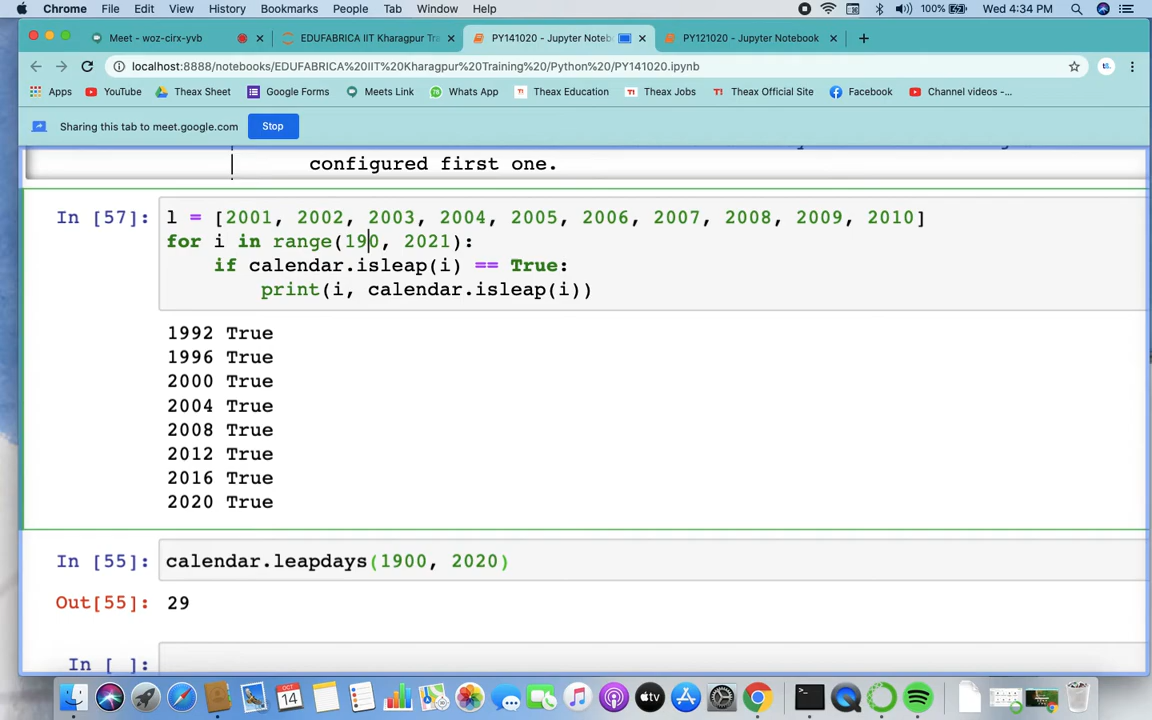 Chrome File Edit View History Bookmarks People Tab Window Help 100% Wed 4:34 PM
Meet - woz-cirx-yvb
EDUFABRICA IIT Kharagpur Tra
PY141020 - Jupyter Noteb
PY121020 - Jupyter Notebook
localhost:8888/notebooks/EDUFABRICA%20IIT%20Kharagpur%20Training%20/Python%20/PY141020.ipynb
Apps YouTube Theax Sheet Google Forms Meets Link Whats App Theax Education Theax Jobs Theax Official Site Facebook Channel videos -...
Sharing this tab to meet.google.com Stop
configured first one.
In [57]: l = [2001, 2002, 2003, 2004, 2005, 2006, 2007, 2008, 2009, 2010]
for i in range(190, 2021):
if calendar.isleap(i) == True:
print(i, calendar.isleap(i))
1992 True
1996 True
2000 True
2004 True
2008 True
2012 True
2016 True
2020 True
In [55]: calendar.leapdays(1900, 2020)
Out[55]: 29
In [ ]:
OCT
14